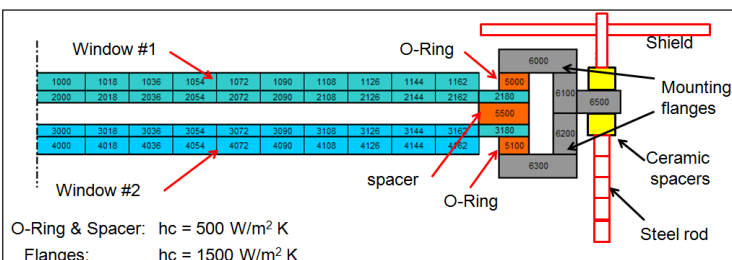 Window #1
O-Ring
Shield
6000
1000 1018 1036 1054 1072 1090 1108 1126 1144 1162
5000
Mounting
flanges
2000 2018 2036 2054 2072 2090 2108 2126 2144 2162 2180
6100
6500
5500
3000 3018 3036 3054 3072 3090 3108 3126 3144 3162 3180
6200
4000 4018 4036 4054 4072 4090 4108 4126 4144 4162
5100
6300
Ceramic
spacers
spacer
Window #2
O-Ring
Steel rod
O-Ring & Spacer: hc = 500 W/m² K
Flanges: hc = 1500 W/m² K